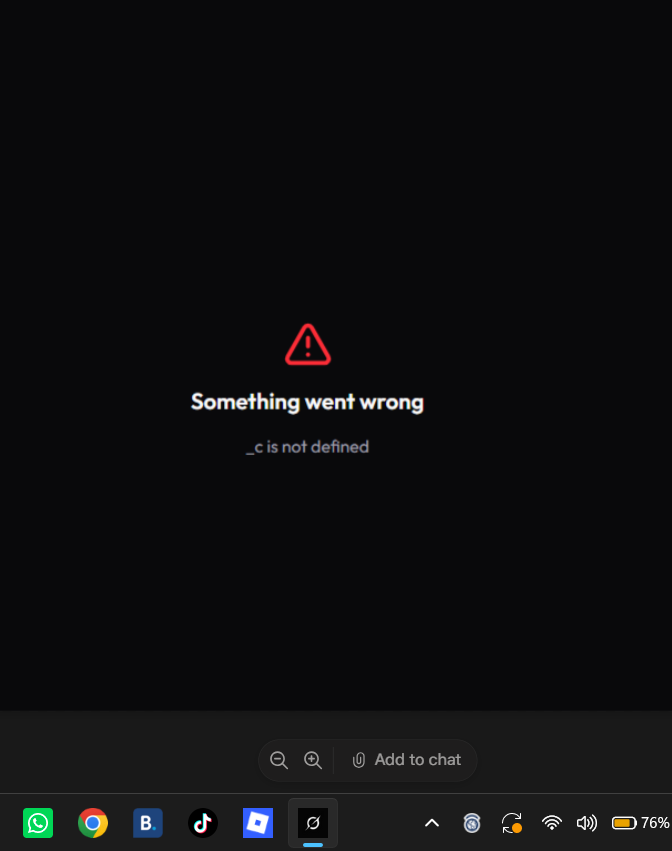 Something went wrong
_c is not defined
Add to chat
B.
76%